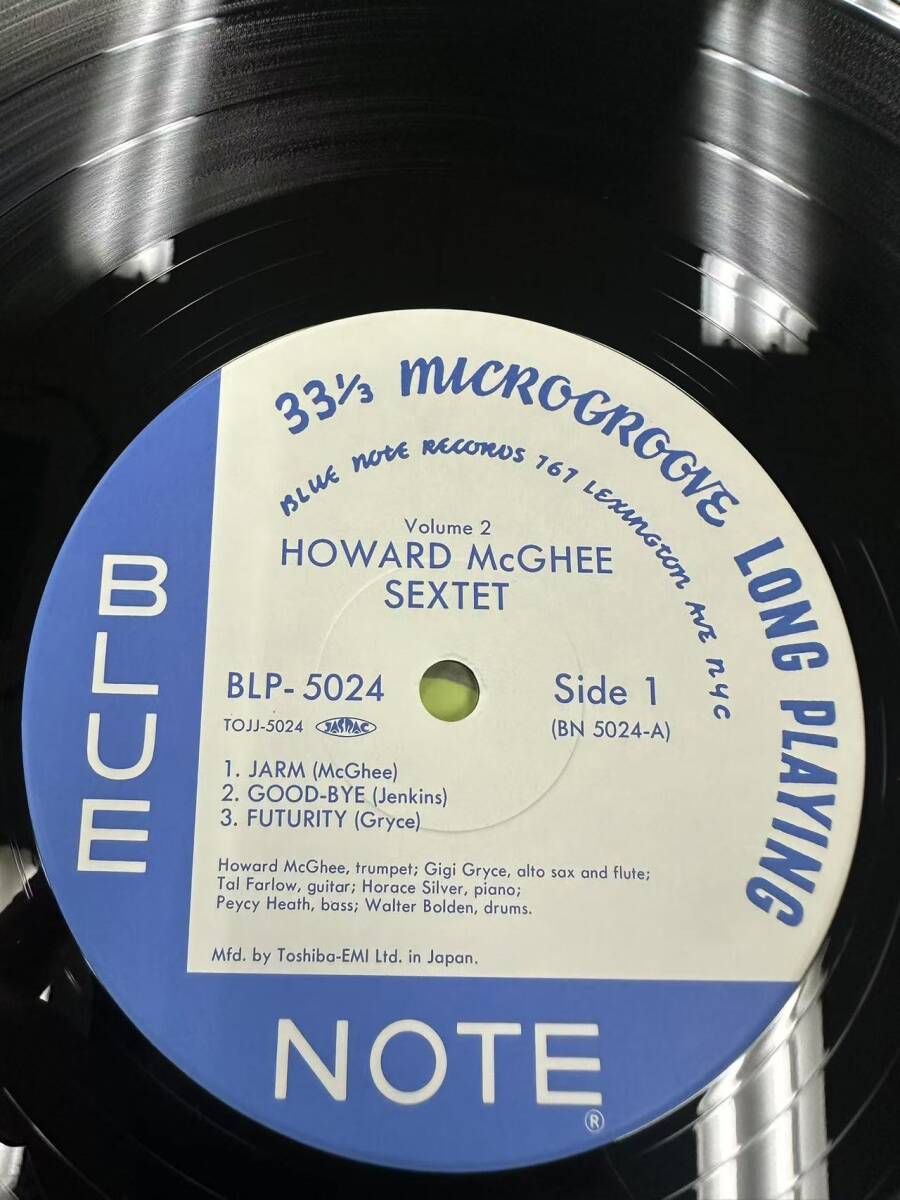 33⅓ MICROGROOVE LONG PLAYING
BLUE NOTE RECORDS 767 LEXINGTON AVE NYC
Volume 2
HOWARD McGHEE
SEXTET
BLP- 5024
Side 1
TOJJ-5024 JASRAC
(BN 5024-A)
1. JARM (McGhee)
2. GOOD-BYE (Jenkins)
3. FUTURITY (Gryce)
Howard McGhee, trumpet; Gigi Gryce, alto sax and flute;
Tal Farlow, guitar; Horace Silver, piano;
Peycy Heath, bass; Walter Bolden, drums.
Mfd. by Toshiba-EMI Ltd. in Japan.
BLUE
NOTE
®